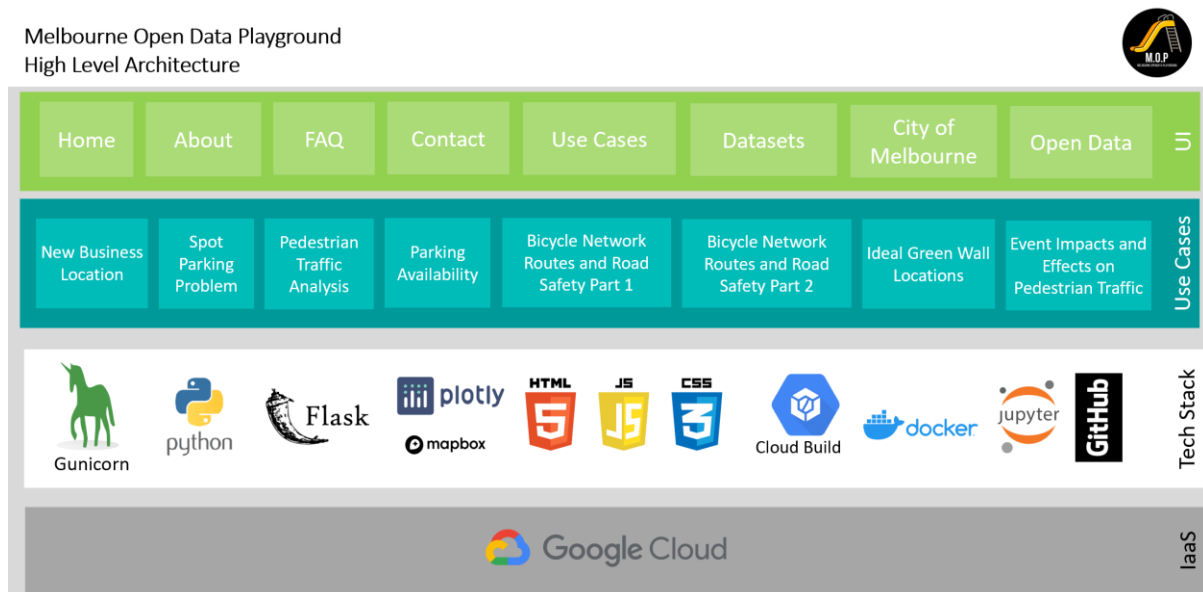 Melbourne Open Data Playground
High Level Architecture
M.O.P
Home
About
FAQ
Contact
Use Cases
Datasets
City of
Melbourne
Open Data
UI
New Business
Location
Spot
Parking
Problem
Pedestrian
Traffic
Analysis
Parking
Availability
Bicycle Network
Routes and Road
Safety Part 1
Bicycle Network
Routes and Road
Safety Part 2
Ideal Green Wall
Locations
Event Impacts and
Effects on
Pedestrian Traffic
Use Cases
Gunicorn
python
Flask
plotly
mapbox
HTML
5
JS
JS
CSS
3
Cloud Build
docker
jupyter
GitHub
Tech Stack
Google Cloud
IaaS